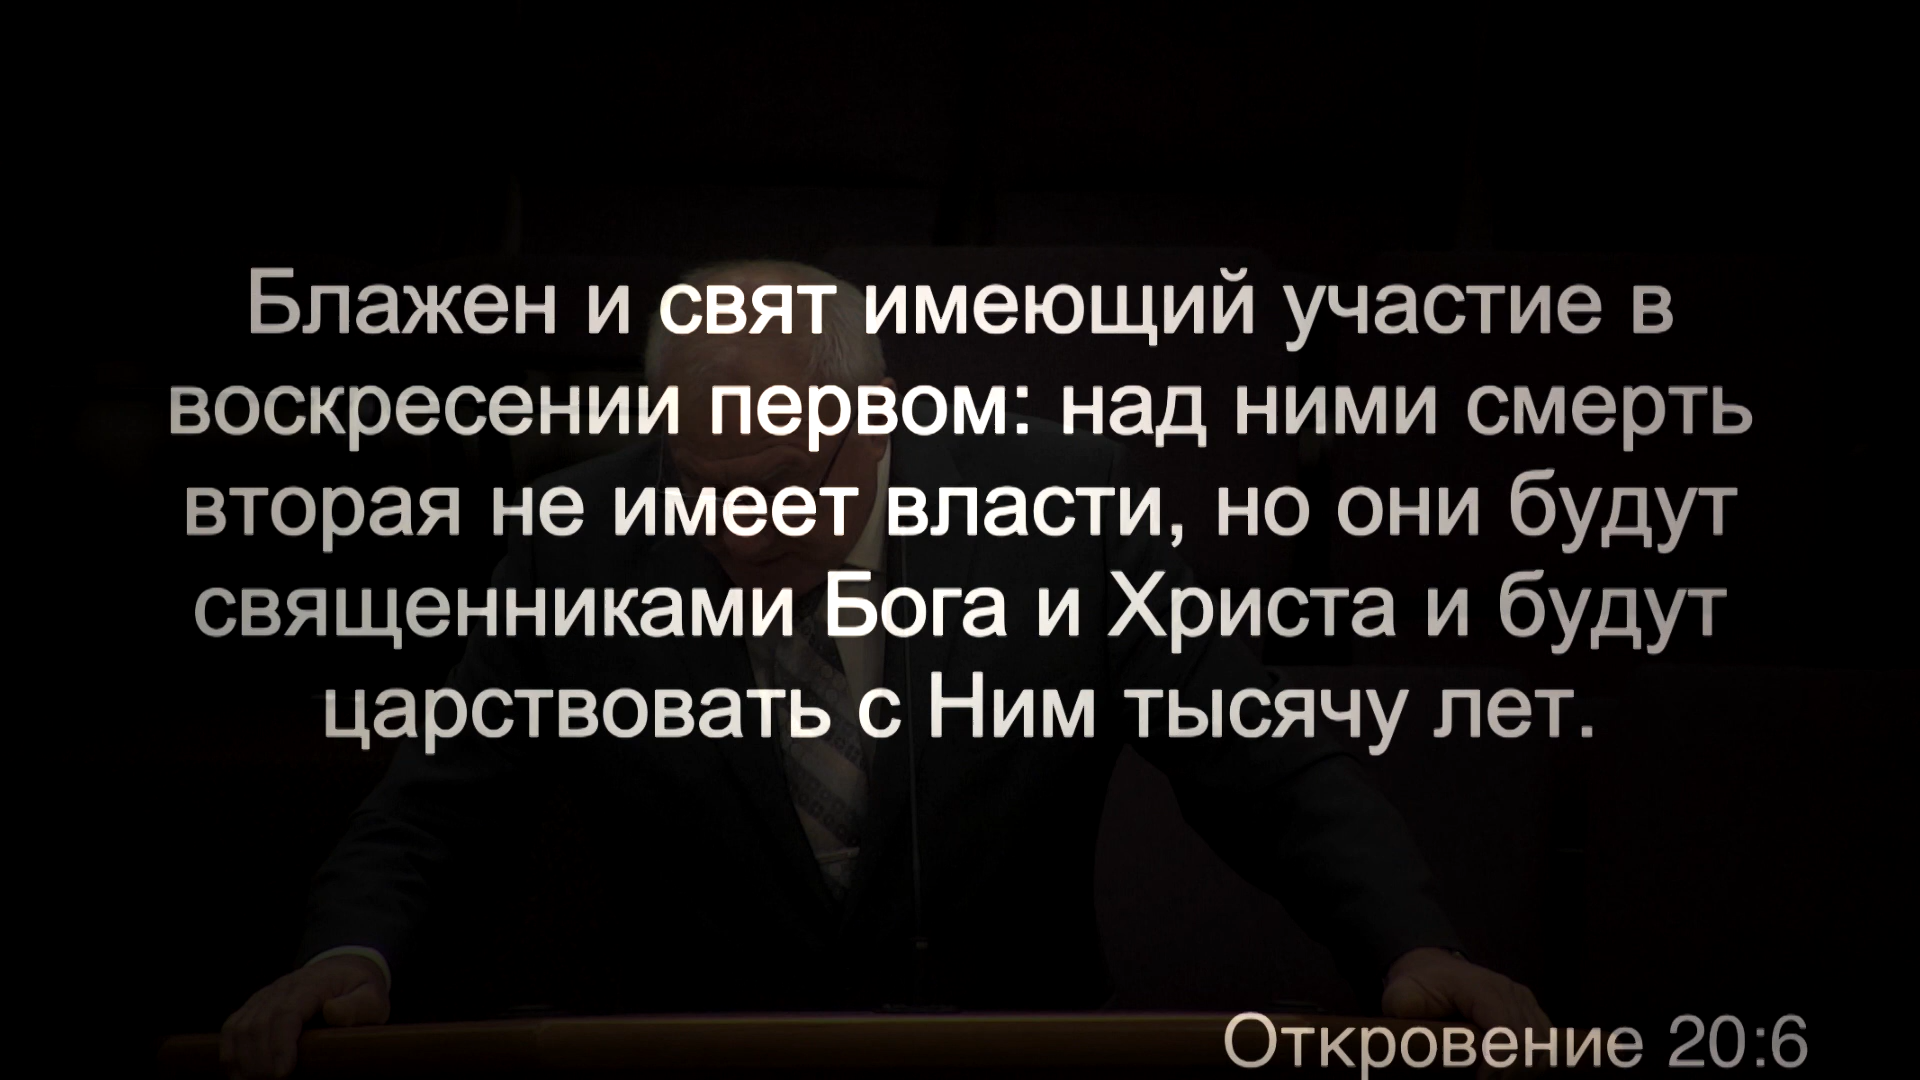 Блажен и свят имеющий участие в
воскресении первом: над ними смерть
вторая не имеет власти, но они будут
священниками Бога и Христа и будут
царствовать с Ним тысячу лет.
Откровение 20:6